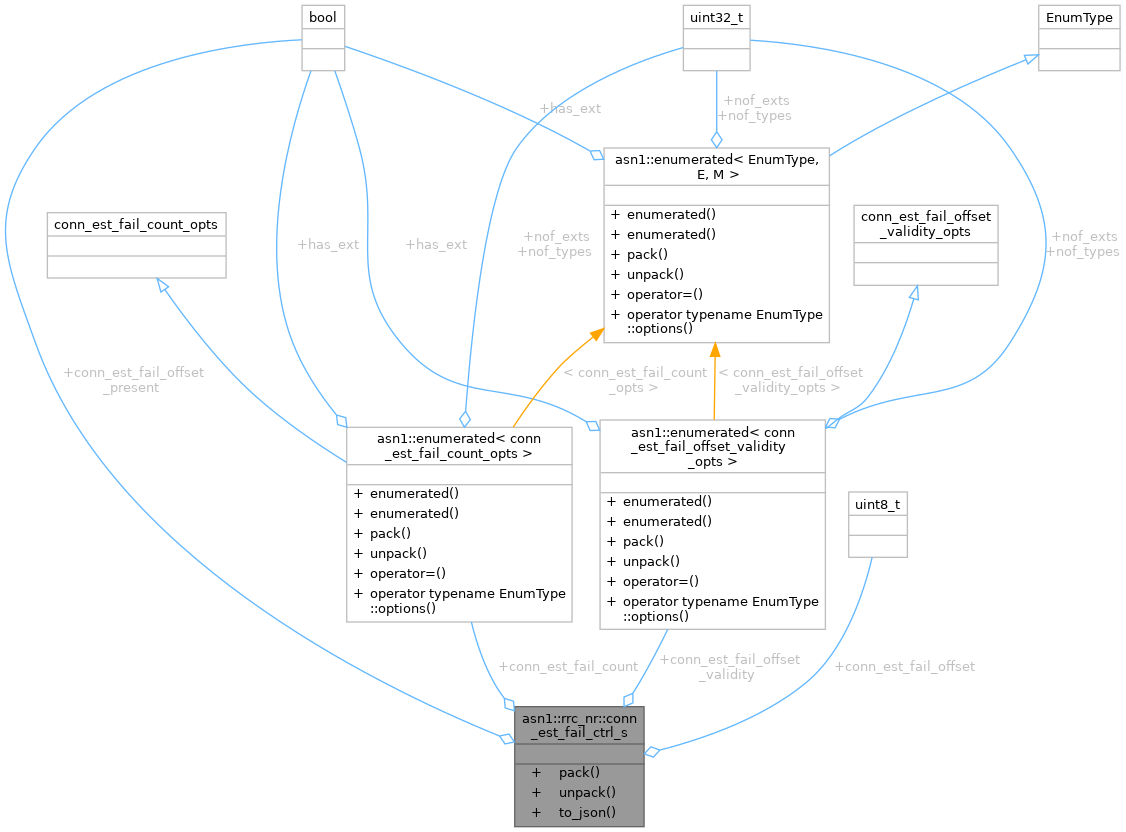 bool
uint32_t
EnumType
+has_ext
+nof_exts
+nof_types
asn1::enumerated< EnumType,
E, M >
+ enumerated()
+ enumerated()
+ pack()
+ unpack()
+ operator=()
+ operator typename EnumType
::options()
conn_est_fail_count_opts
conn_est_fail_offset
_validity_opts
+has_ext
+has_ext
+nof_exts
+nof_types
+nof_exts
+nof_types
+conn_est_fail_offset
_present
< conn_est_fail_count
_opts >
< conn_est_fail_offset
_validity_opts >
asn1::enumerated< conn
_est_fail_count_opts >
+ enumerated()
+ enumerated()
+ pack()
+ unpack()
+ operator=()
+ operator typename EnumType
::options()
asn1::enumerated< conn
_est_fail_offset_validity
_opts >
+ enumerated()
+ enumerated()
+ pack()
+ unpack()
+ operator=()
+ operator typename EnumType
::options()
uint8_t
+conn_est_fail_count
+conn_est_fail_offset
_validity
+conn_est_fail_offset
asn1::rrc_nr::conn
_est_fail_ctrl_s
+ pack()
+ unpack()
+ to_json()